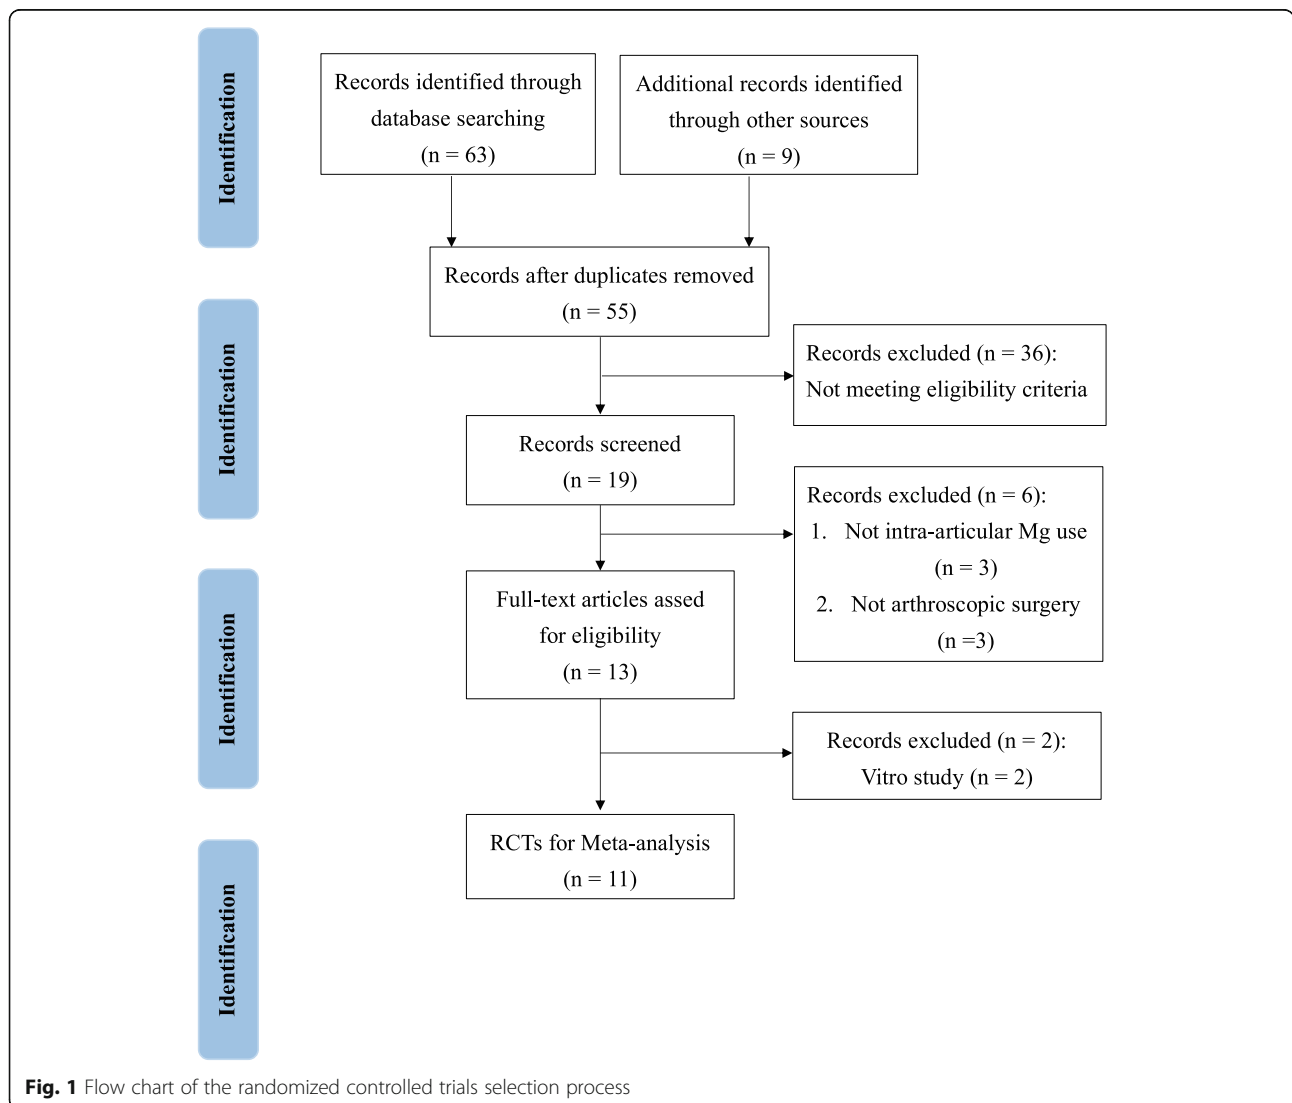 Identification
Records identified through
database searching
(n = 63)
Additional records identified
through other sources
(n = 9)
Records after duplicates removed
(n = 55)
Identification
Records excluded (n = 36):
Not meeting eligibility criteria
Records screened
(n = 19)
Records excluded (n = 6):
1. Not intra-articular Mg use
(n = 3)
2. Not arthroscopic surgery
(n =3)
Identification
Full-text articles assed
for eligibility
(n = 13)
Records excluded (n = 2):
Vitro study (n = 2)
Identification
RCTs for Meta-analysis
(n = 11)
Fig. 1 Flow chart of the randomized controlled trials selection process